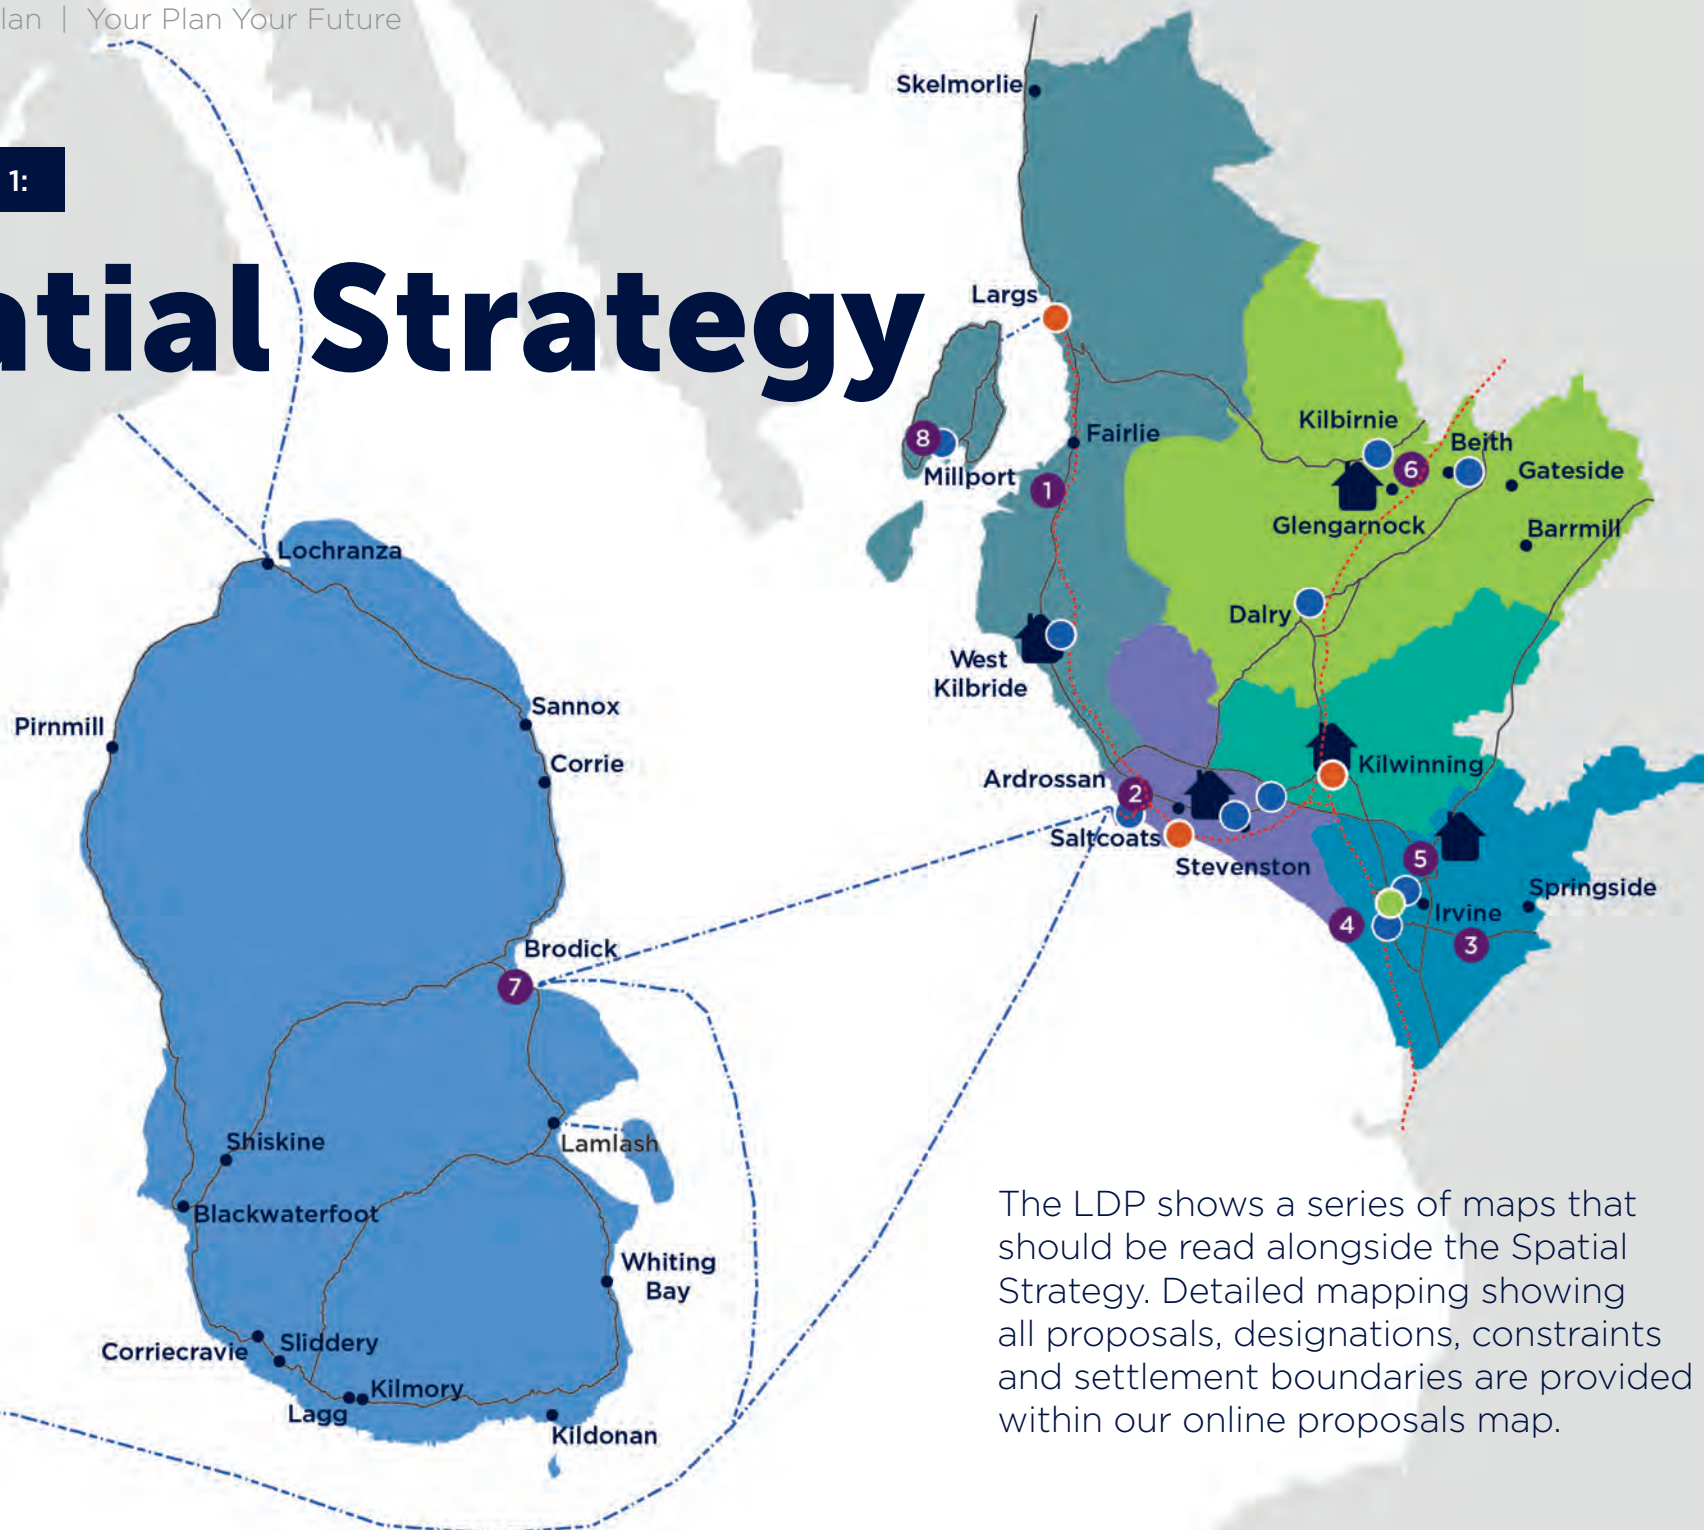 lan | Your Plan Your Future
1:
atial Strategy
Skelmorlie
Largs
Kilbirnie
Beith
8
Fairlie
6
Gateside
Millport
1
Glengarnock
Barrmill
Lochranza
Dalry
West
Kilbride
Sannox
Pirnmill
Corrie
Ardrossan
2
Kilwinning
Saltcoats
Stevenston
5
Springside
4
Irvine
3
Brodick
7
Shiskine
Lamlash
Blackwaterfoot
Whiting
Bay
Corriecravie
Sliddery
Kilmory
Lagg
Kildonan
The LDP shows a series of maps that
should be read alongside the Spatial
Strategy. Detailed mapping showing
all proposals, designations, constraints
and settlement boundaries are provided
within our online proposals map.